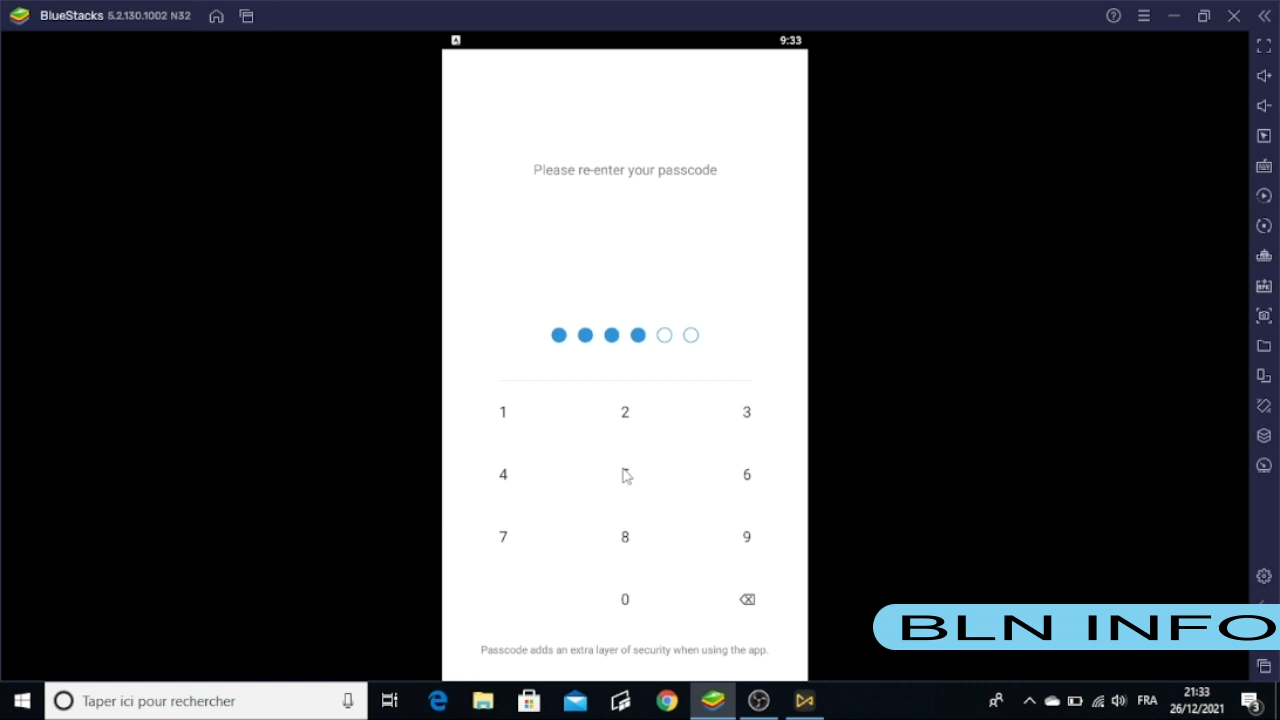 BlueStacks 5.2.130.1002 N32
9:33
Please re-enter your passcode
1 2 3
4 6
7 8 9
0
Passcode adds an extra layer of security when using the app.
BLN INFO
Taper ici pour rechercher
FRA
21:33
26/12/2021
3